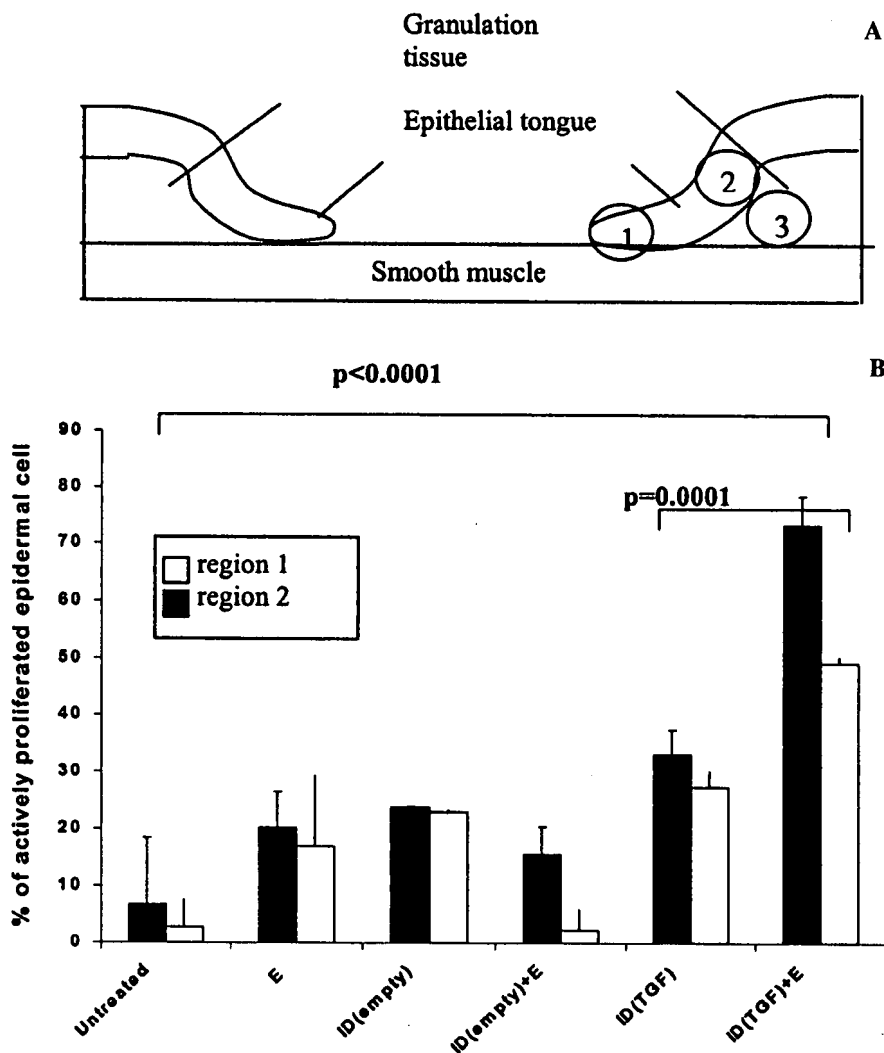 Granulation
tissue
A
Epithelial tongue
2
1
3
Smooth muscle
p<0.0001
B
90
80
p=0.0001
70
region 1
60
region 2
50
40
30
20
10
0
% of actively proliferated epidermal cell
Untreated
E
ID(empty)
ID(empty)+E
ID(TGF)
ID(TGF)+E